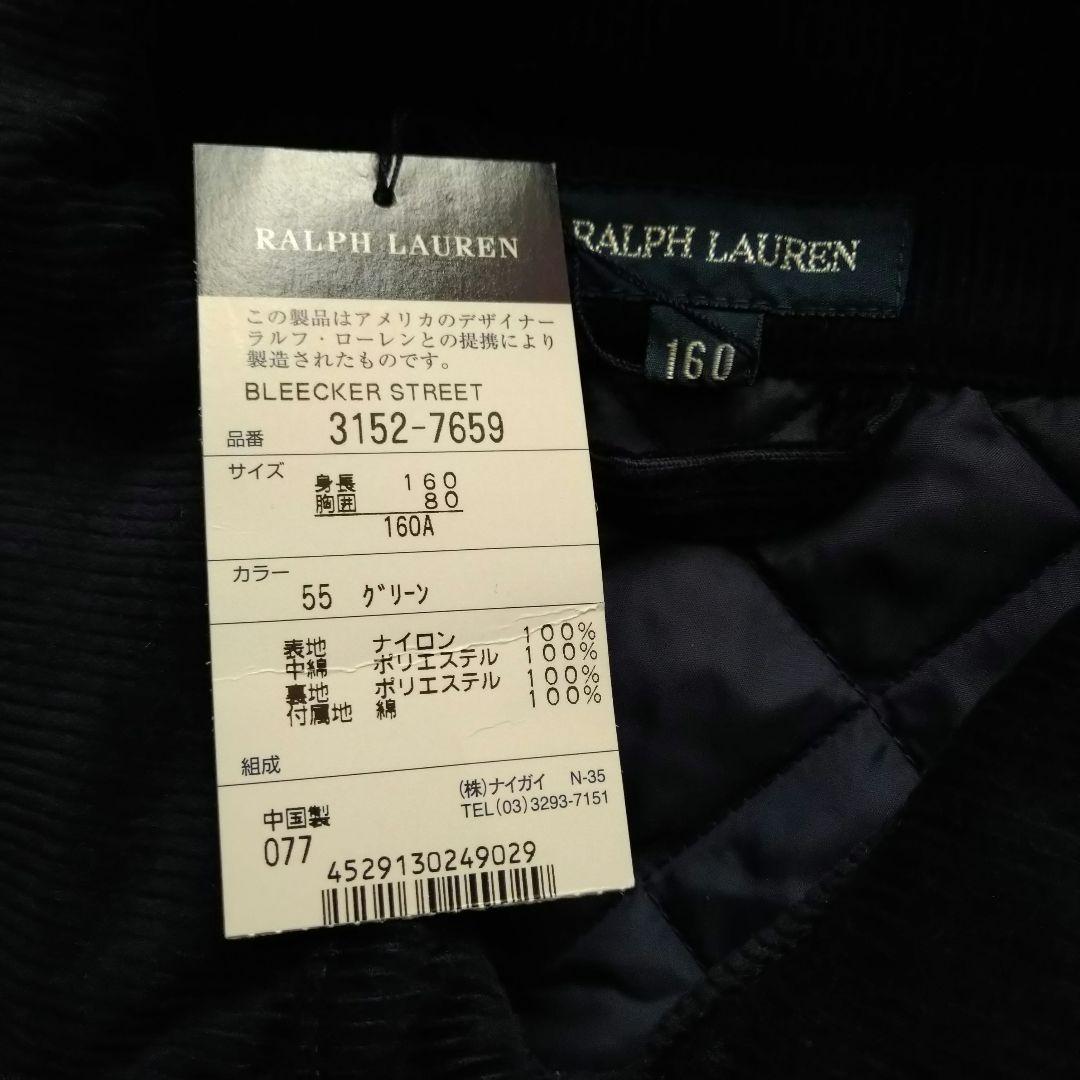 RALPH LAUREN
この製品はアメリカのデザイナー
ラルフ・ローレンとの提携により
製造されたものです。
BLEECKER STREET
品番 3152-7659
サイズ 身長 160
胸囲 80
160A
カラー
55 グリーン
表地 ナイロン 100%
中綿 ポリエステル 100%
裏地 ポリエステル 100%
付属地 綿 100%
組成
(株)ナイガイ N-35
TEL(03)3293-7151
中国製
077
4529130249029
RALPH LAUREN
160